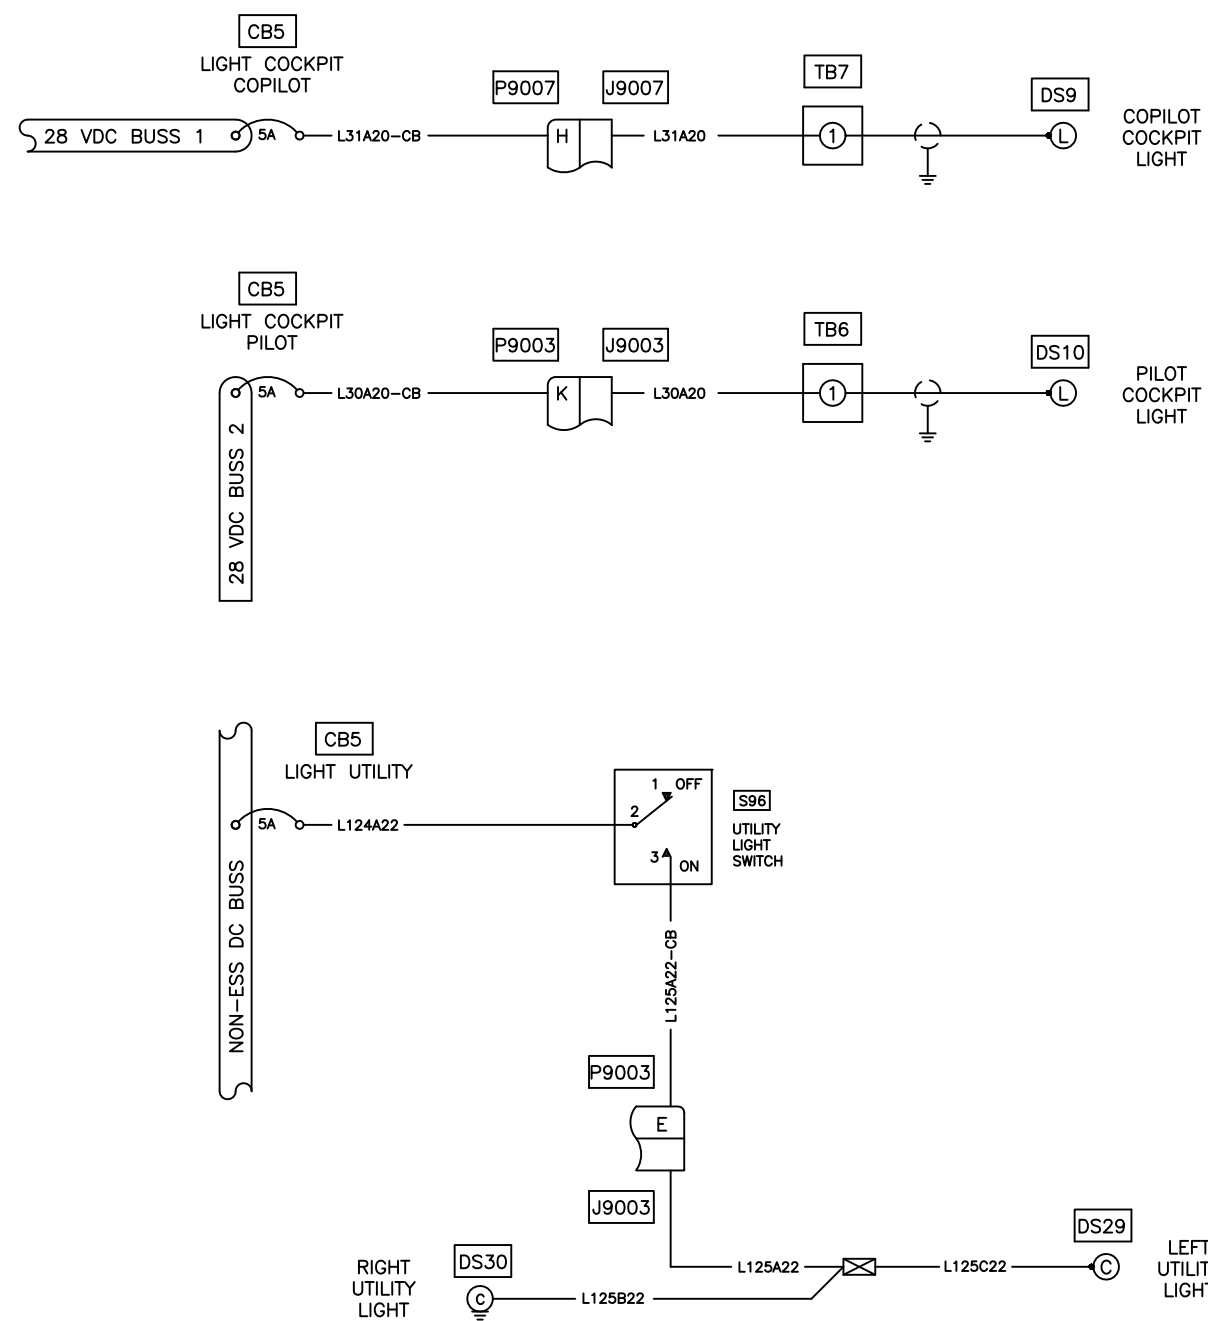 CB5
LIGHT COCKPIT
COPILOT
P9007
J9007
TB7
DS9
28 VDC BUSS 1
5A
L31A20-CB
H
L31A20
1
L
COPILOT
COCKPIT
LIGHT
CB5
LIGHT COCKPIT
PILOT
P9003
J9003
TB6
DS10
5A
L30A20-CB
K
L30A20
1
L
PILOT
COCKPIT
LIGHT
28 VDC BUSS 2
CB5
LIGHT UTILITY
5A
L124A22
1 OFF
2
3 ON
S96
UTILITY
LIGHT
SWITCH
NON-ESS DC BUSS
L125A22-CB
P9003
E
J9003
RIGHT
UTILITY
LIGHT
DS30
C
L125B22
L125A22
L125C22
DS29
C
LEFT
UTILIT
LIGH